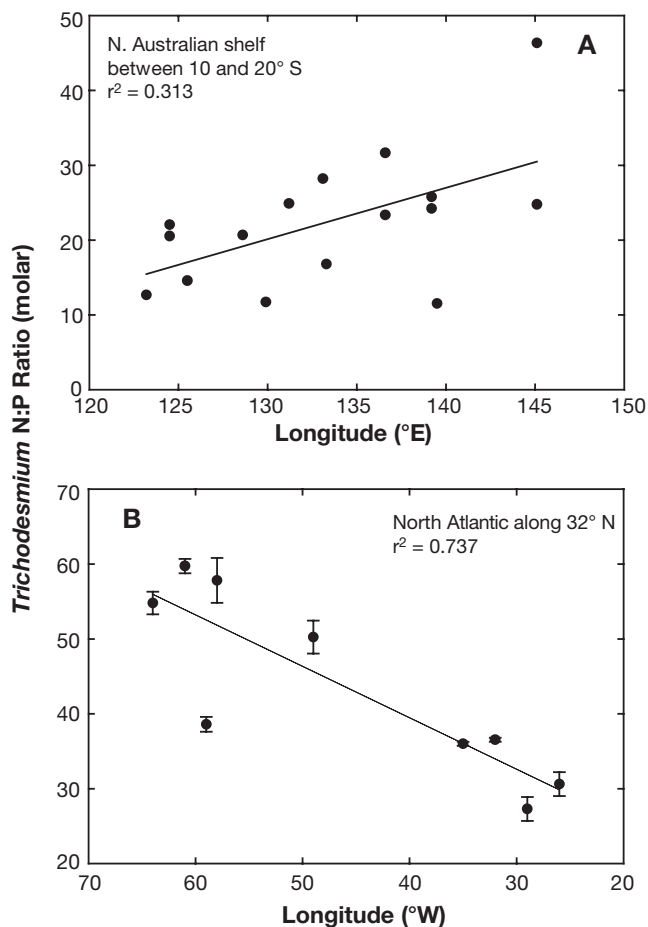 50
40
30
20
10
0
N. Australian shelf
between 10 and 20° S
r² = 0.313
A
120 125 130 135 140 145 150
Longitude (°E)
Trichodesmium N:P Ratio (molar)
70
60
50
40
30
20
B
North Atlantic along 32° N
r² = 0.737
70 60 50 40 30 20
Longitude (°W)